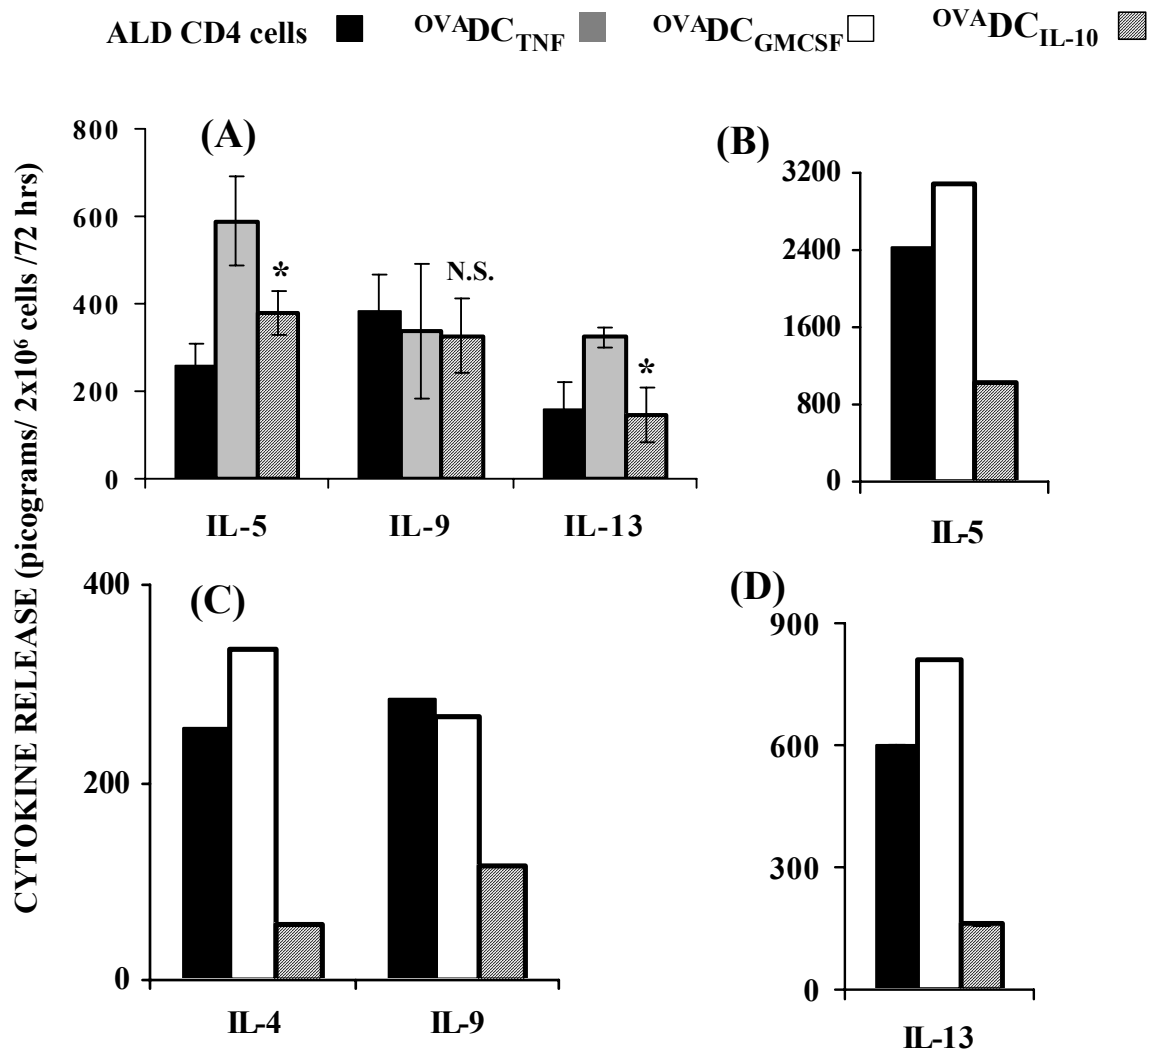 ALD CD4 cells OVADCTNF OVADCGMCSF OVADCIL-10
CYTOKINE RELEASE (picograms/ 2x10⁶ cells /72 hrs)
(A)
800
600
400
200
0
*
N.S.
*
IL-5 IL-9 IL-13
(B)
3200
2400
1600
800
0
IL-5
(C)
400
200
0
IL-4 IL-9
(D)
900
600
300
0
IL-13